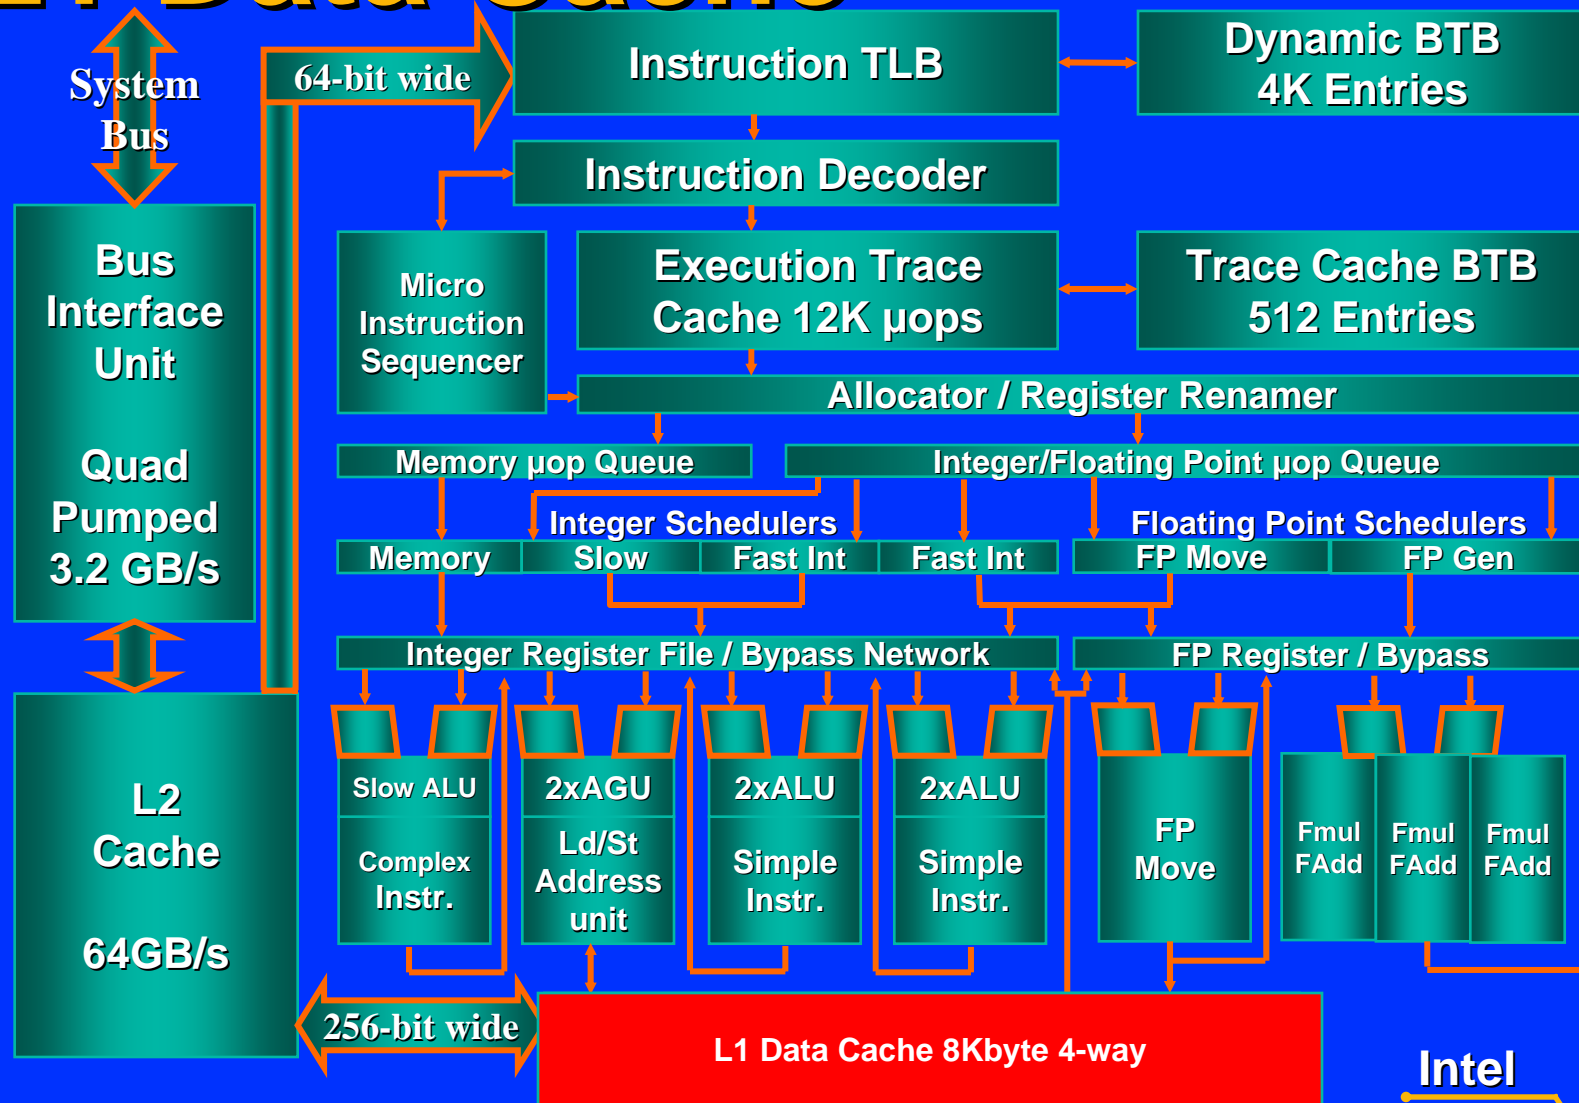 L1 Data Cache
System
Bus
64-bit wide
Instruction TLB
Dynamic BTB
4K Entries
Instruction Decoder
Bus
Interface
Unit
Quad
Pumped
3.2 GB/s
Micro
Instruction
Sequencer
Execution Trace
Cache 12K µops
Trace Cache BTB
512 Entries
Allocator / Register Renamer
Memory µop Queue
Integer/Floating Point µop Queue
Integer Schedulers
Floating Point Schedulers
Memory
Slow
Fast Int
Fast Int
FP Move
FP Gen
Integer Register File / Bypass Network
FP Register / Bypass
L2
Cache
64GB/s
Slow ALU
Complex
Instr.
2xAGU
Ld/St
Address
unit
2xALU
Simple
Instr.
2xALU
Simple
Instr.
FP
Move
Fmul
FAdd
Fmul
FAdd
Fmul
FAdd
256-bit wide
L1 Data Cache 8Kbyte 4-way
Intel